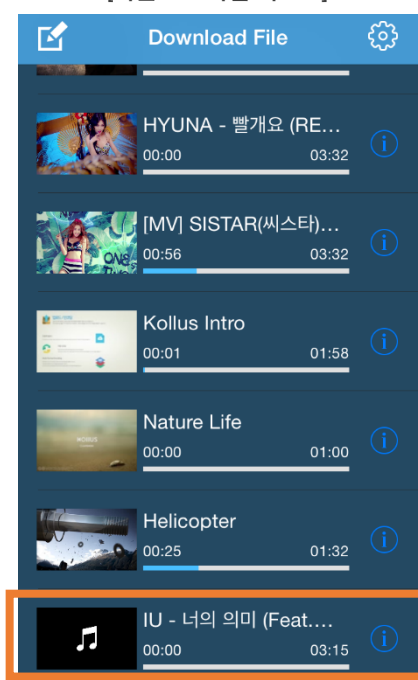 Download File
HYUNA - 빨개요 (RE...
00:00 03:32
[MV] SISTAR(씨스타)...
00:56 03:32
Kollus Intro
00:01 01:58
Nature Life
00:00 01:00
Helicopter
00:25 01:32
IU - 너의 의미 (Feat....
00:00 03:15